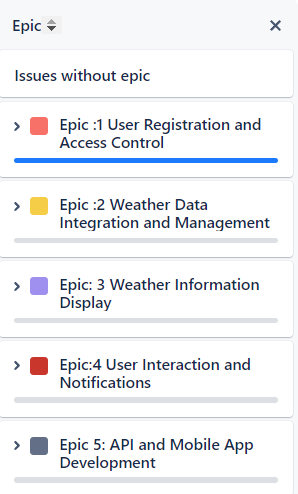 Epic
Issues without epic
Epic :1 User Registration and
Access Control
Epic :2 Weather Data
Integration and Management
Epic: 3 Weather Information
Display
Epic:4 User Interaction and
Notifications
Epic 5: API and Mobile App
Development